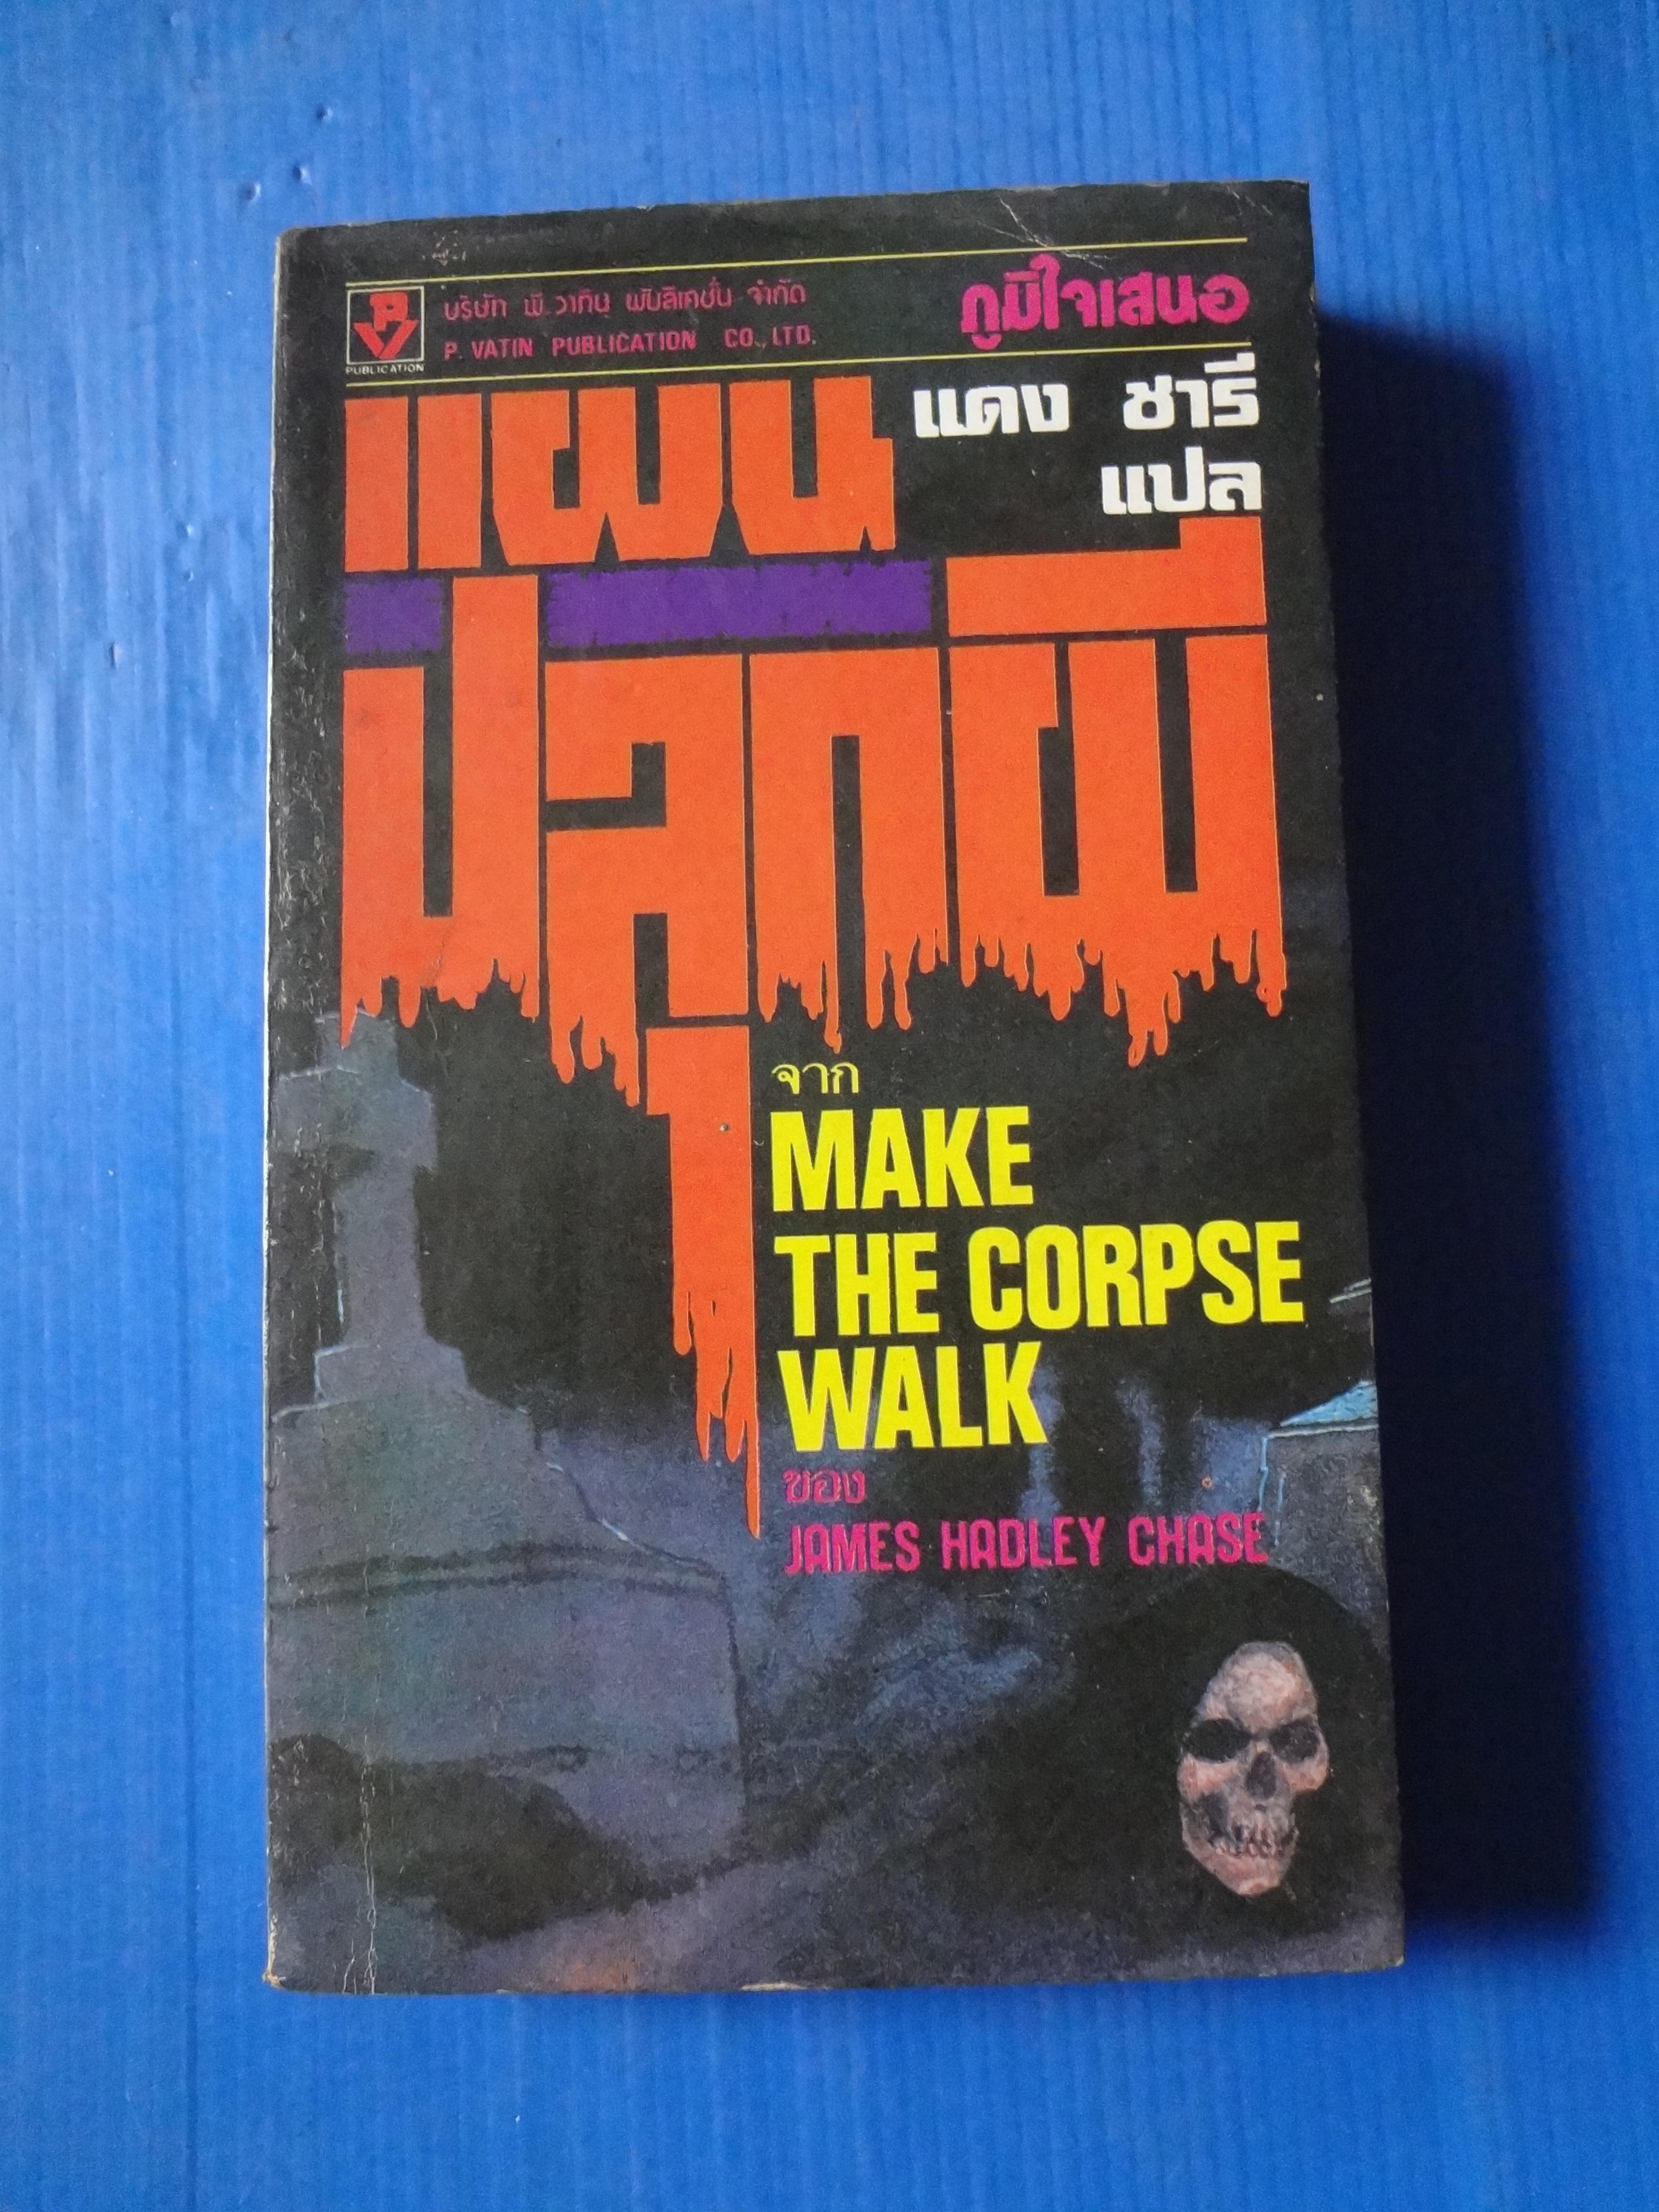 PV
PUBLICATION
บริษัท พี.วาทิน พับลิเคชั่น จำกัด
P. VATIN PUBLICATION CO., LTD.
ภูมิใจเสนอ
แผน
แดง ชารี
แปล
ปลุกผี
จาก
MAKE
THE CORPSE
WALK
ของ
JAMES HADLEY CHASE